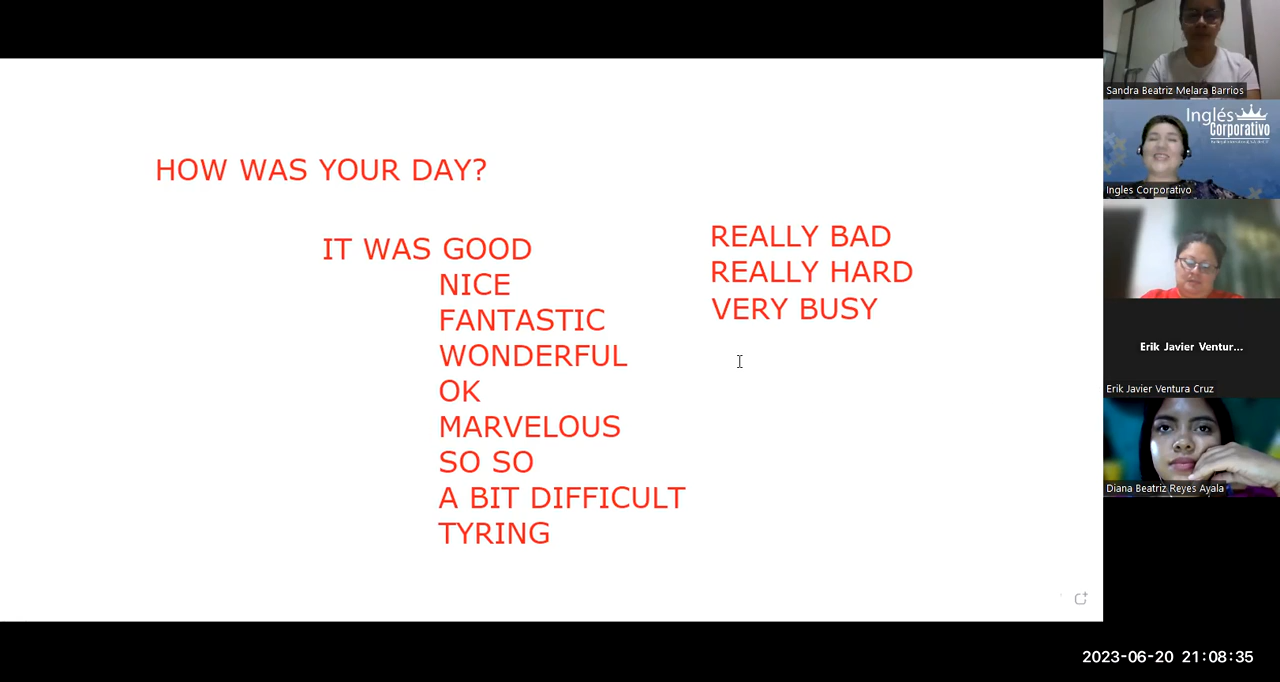 HOW WAS YOUR DAY?
IT WAS GOOD
NICE
FANTASTIC
WONDERFUL
OK
MARVELOUS
SO SO
A BIT DIFFICULT
TYRING
REALLY BAD
REALLY HARD
VERY BUSY
Sandra Beatriz Melara Barrios
Inglés
Corporativo
Ingles Corporativo
Erik Javier Ventur...
Erik Javier Ventura Cruz
Diana Beatriz Reyes Ayala
2023-06-20 21:08:35